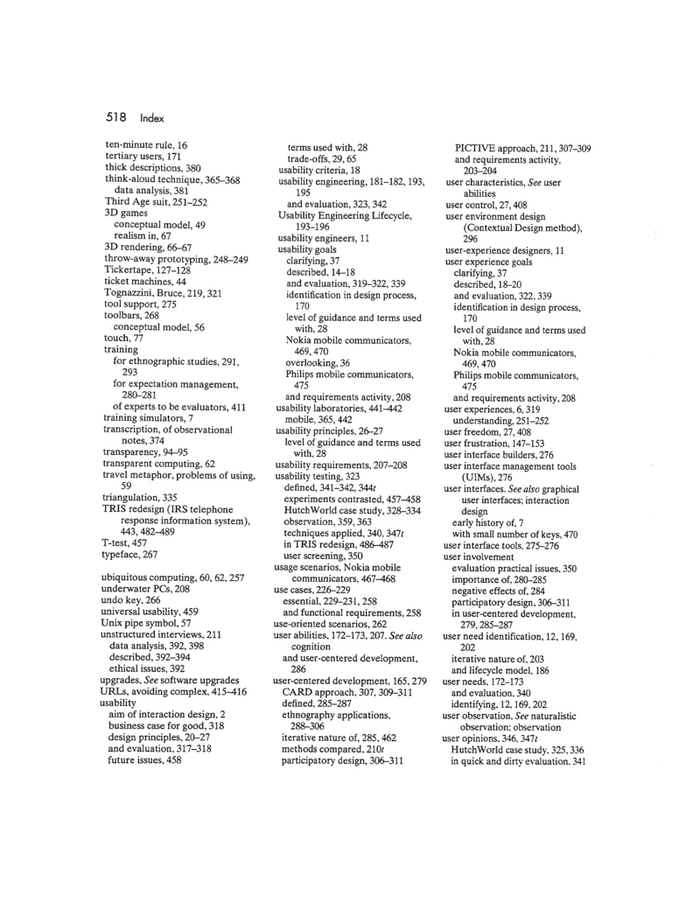 518 Index
ten-minute rule, 16
tertiary users, 171
thick descriptions, 380
think-aloud technique, 365–368
data analysis, 381
Third Age suit, 251–252
3D games
conceptual model, 49
realism in, 67
3D rendering, 66–67
throw-away prototyping, 248–249
Tickertape, 127–128
ticket machines, 44
Tognazzini, Bruce, 219, 321
tool support, 275
toolbars, 268
conceptual model, 56
touch, 77
training
for ethnographic studies, 291,
293
for expectation management,
280–281
of experts to be evaluators, 411
training simulators, 7
transcription, of observational
notes, 374
transparency, 94–95
transparent computing, 62
travel metaphor, problems of using,
59
triangulation, 335
TRIS redesign (IRS telephone
response information system),
443, 482–489
T-test, 457
typeface, 267
ubiquitous computing, 60, 62, 257
underwater PCs, 208
undo key, 266
universal usability, 459
Unix pipe symbol, 57
unstructured interviews, 211
data analysis, 392, 398
described, 392–394
ethical issues, 392
upgrades, See software upgrades
URLs, avoiding complex, 415–416
usability
aim of interaction design, 2
business case for good, 318
design principles, 20–27
and evaluation, 317–318
future issues, 458
terms used with, 28
trade-offs, 29, 65
usability criteria, 18
usability engineering, 181–182, 193,
195
and evaluation, 323, 342
Usability Engineering Lifecycle,
193–196
usability engineers, 11
usability goals
clarifying, 37
described, 14–18
and evaluation, 319–322, 339
identification in design process,
170
level of guidance and terms used
with, 28
Nokia mobile communicators,
469, 470
overlooking, 36
Philips mobile communicators,
475
and requirements activity, 208
usability laboratories, 441–442
mobile, 365, 442
usability principles, 26–27
level of guidance and terms used
with, 28
usability requirements, 207–208
usability testing, 323
defined, 341–342, 344t
experiments contrasted, 457–458
HutchWorld case study, 328–334
observation, 359, 363
techniques applied, 340, 347t
in TRIS redesign, 486–487
user screening, 350
usage scenarios, Nokia mobile
communicators, 467–468
use cases, 226–229
essential, 229–231, 258
and functional requirements, 258
use-oriented scenarios, 262
user abilities, 172–173, 207. See also
cognition
and user-centered development,
286
user-centered development, 165, 279
CARD approach, 307, 309–311
defined, 285–287
ethnography applications,
288–306
iterative nature of, 285, 462
methods compared, 210t
participatory design, 306–311
PICTIVE approach, 211, 307–309
and requirements activity,
203–204
user characteristics, See user
abilities
user control, 27, 408
user environment design
(Contextual Design method),
296
user-experience designers, 11
user experience goals
clarifying, 37
described, 18–20
and evaluation, 322, 339
identification in design process,
170
level of guidance and terms used
with, 28
Nokia mobile communicators,
469, 470
Philips mobile communicators,
475
and requirements activity, 208
user experiences, 6, 319
understanding, 251–252
user freedom, 27, 408
user frustration, 147–153
user interface builders, 276
user interface management tools
(UIMs), 276
user interfaces. See also graphical
user interfaces; interaction
design
early history of, 7
with small number of keys, 470
user interface tools, 275–276
user involvement
evaluation practical issues, 350
importance of, 280–285
negative effects of, 284
participatory design, 306–311
in user-centered development,
279, 285–287
user need identification, 12, 169,
202
iterative nature of, 203
and lifecycle model, 186
user needs, 172–173
and evaluation, 340
identifying, 12, 169, 202
user observation, See naturalistic
observation; observation
user opinions, 346, 347t
HutchWorld case study, 325, 336
in quick and dirty evaluation, 341